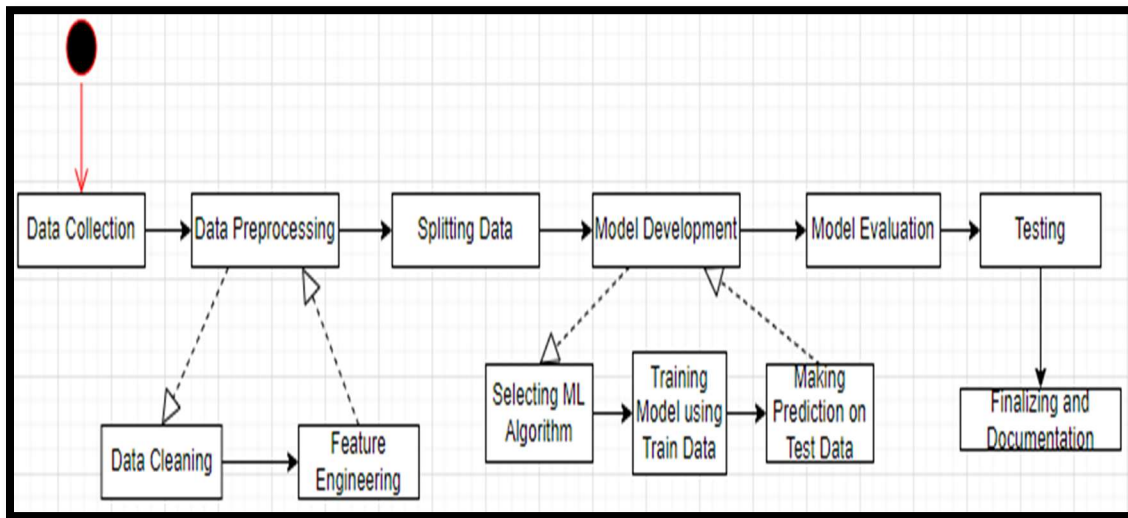 Data Collection
Data Preprocessing
Splitting Data
Model Development
Model Evaluation
Testing
Data Cleaning
Feature
Engineering
Selecting ML
Algorithm
Training
Model using
Train Data
Making
Prediction on
Test Data
Finalizing and
Documentation